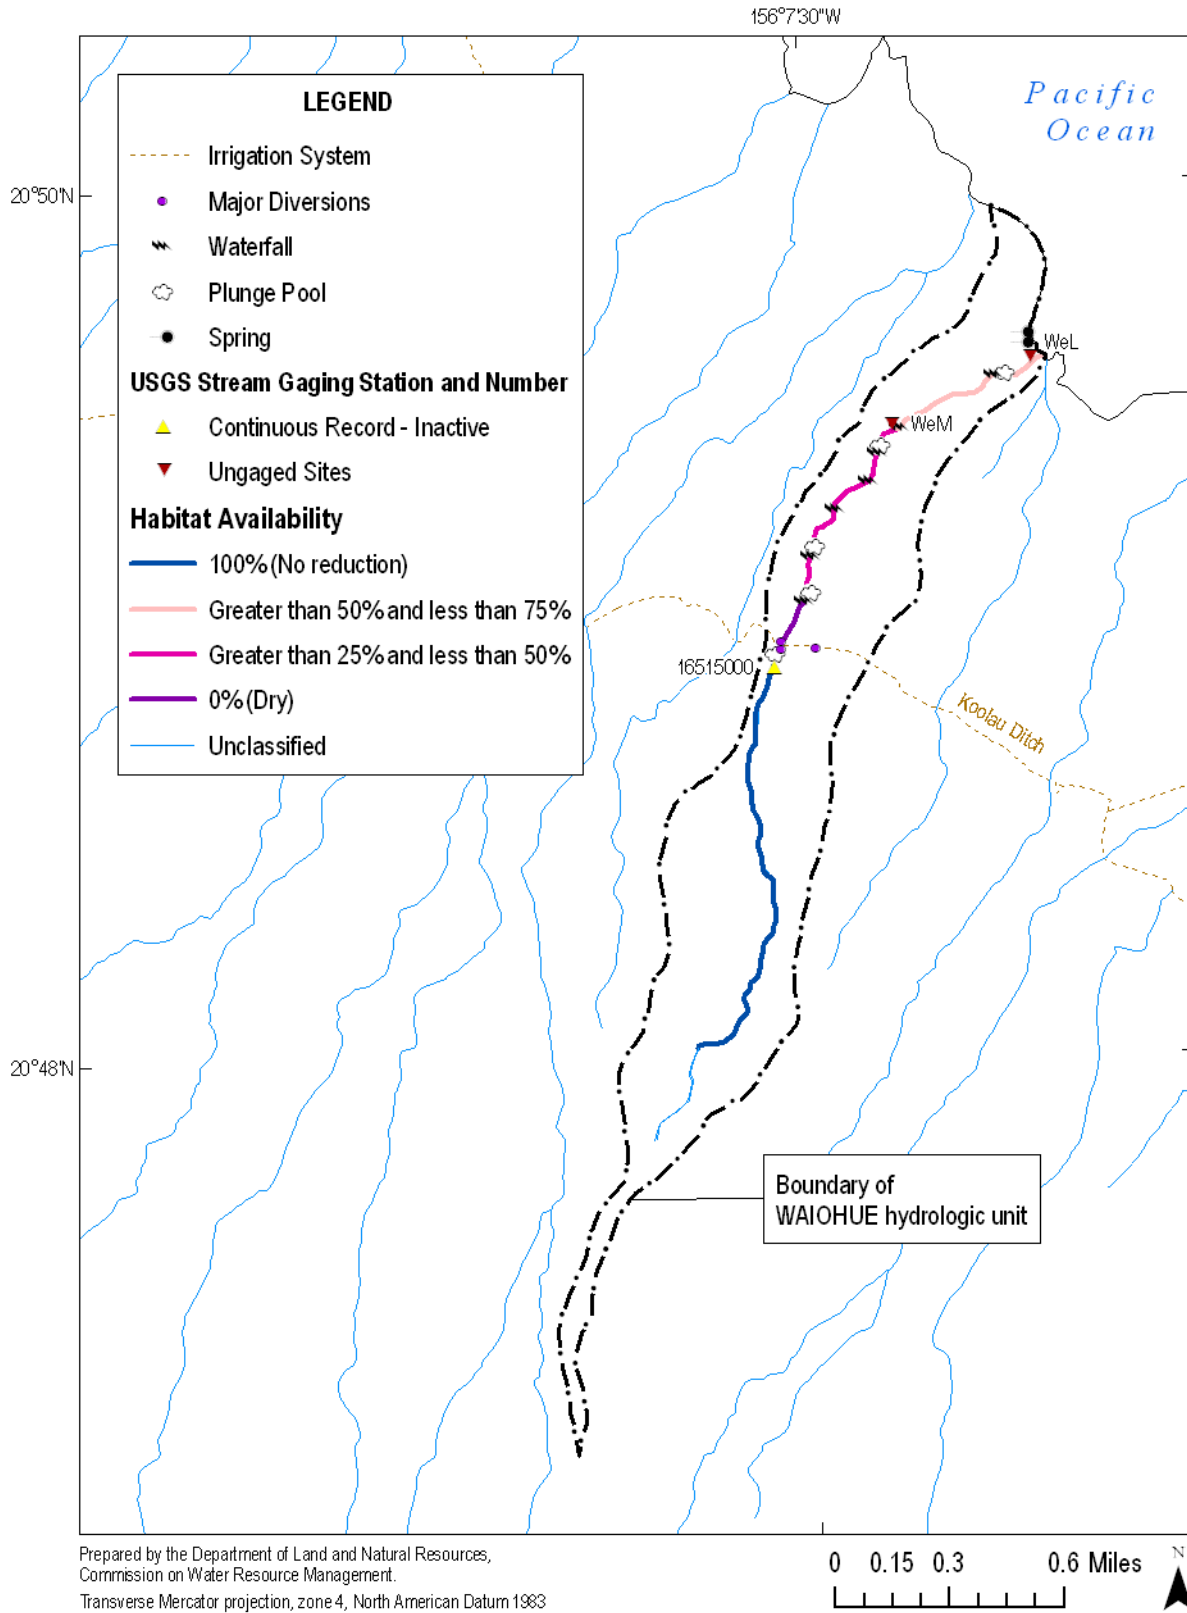 156°7'30"W
Pacific
Ocean
20°50'N
LEGEND
Irrigation System
Major Diversions
Waterfall
Plunge Pool
Spring
USGS Stream Gaging Station and Number
Continuous Record - Inactive
Ungaged Sites
Habitat Availability
100% (No reduction)
Greater than 50% and less than 75%
Greater than 25% and less than 50%
0% (Dry)
Unclassified
WeL
WeM
16515000
Koolau Ditch
20°48'N
Boundary of
WAIOHUE hydrologic unit
Prepared by the Department of Land and Natural Resources,
Commission on Water Resource Management.
Transverse Mercator projection, zone 4, North American Datum 1983
0 0.15 0.3 0.6 Miles
N